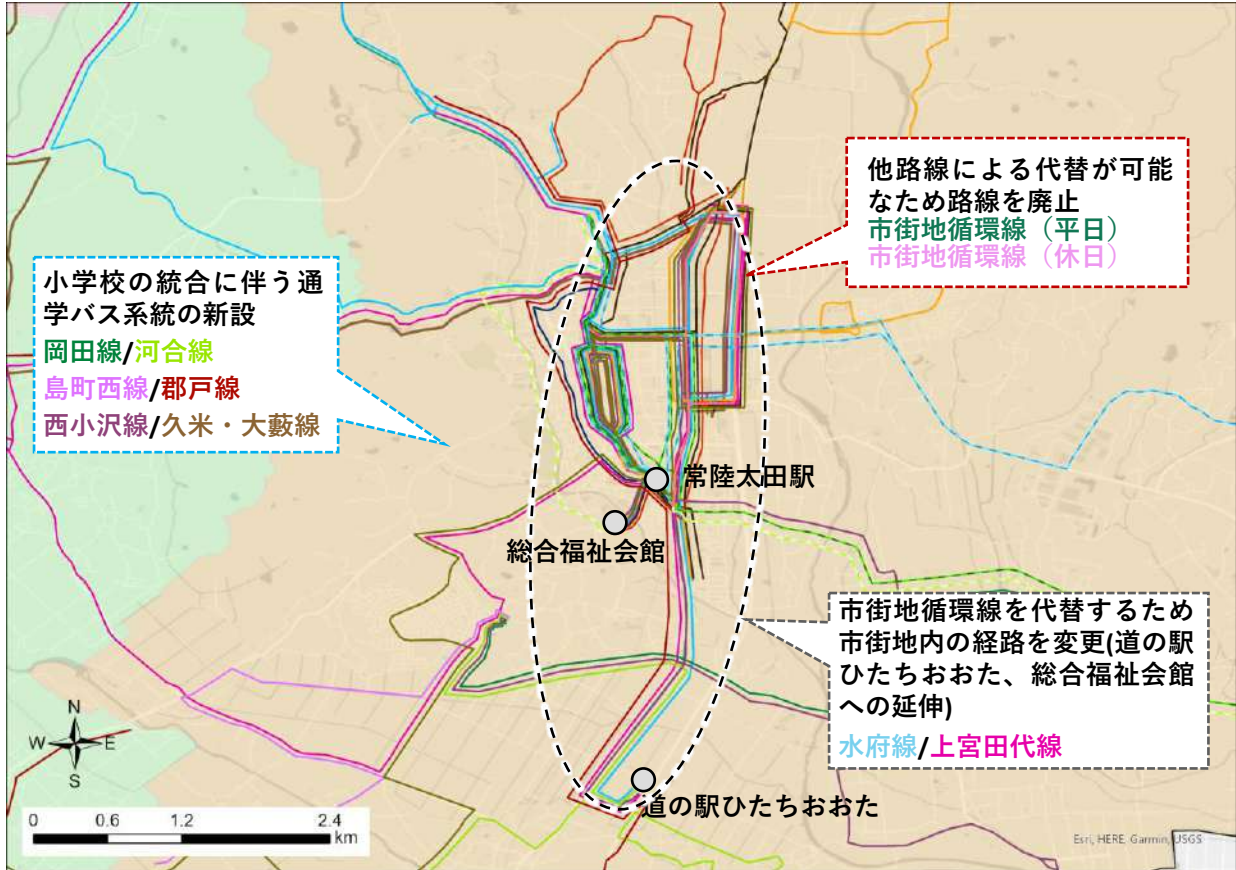 他路線による代替が可能
なため路線を廃止
市街地循環線（平日）
市街地循環線（休日）
小学校の統合に伴う通
学バス系統の新設
岡田線/河合線
島町西線/郡戸線
西小沢線/久米・大藪線
常陸太田駅
総合福祉会館
市街地循環線を代替するため
市街地内の経路を変更(道の駅
ひたちおおた、総合福祉会館
への延伸)
水府線/上宮田代線
道の駅ひたちおおた
N
W E
S
0 0.6 1.2 2.4
km
Esri, HERE, Garmin, USGS